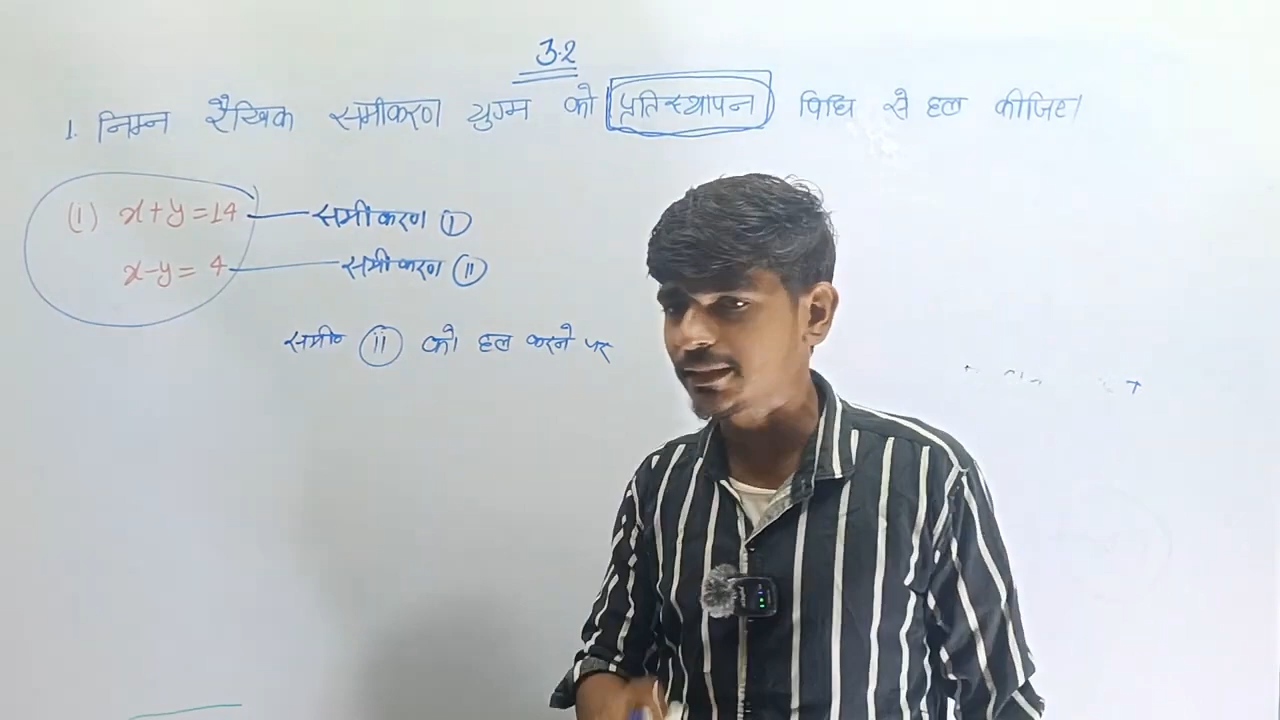 3.2
1. निम्न रैखिक समीकरण युग्म को प्रतिस्थापन विधि से हल कीजिए।
(i) x+y=14 — समीकरण (i)
x-y= 4 — समीकरण (ii)
समी० (ii) को हल करने पर